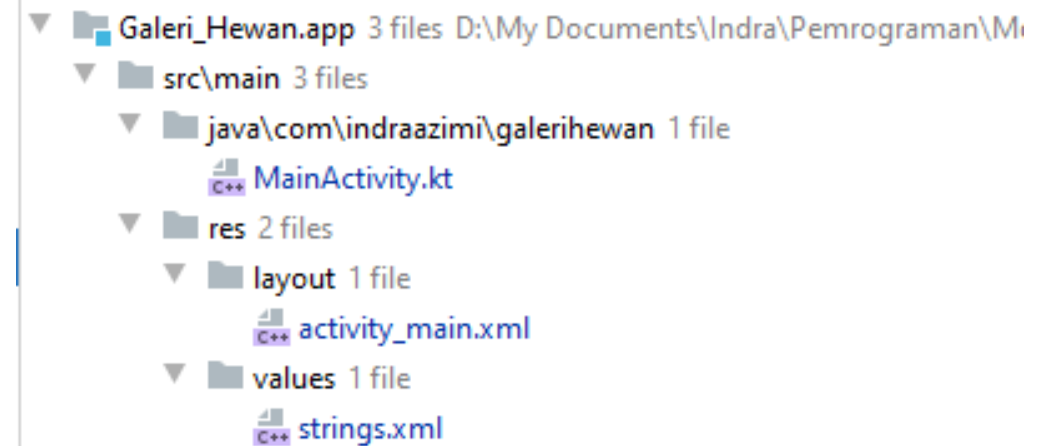 Galeri_Hewan.app 3 files D:\My Documents\Indra\Pemrograman\M
src\main 3 files
java\com\indraazimi\galerihewan 1 file
C++ MainActivity.kt
res 2 files
layout 1 file
C++ activity_main.xml
values 1 file
C++ strings.xml